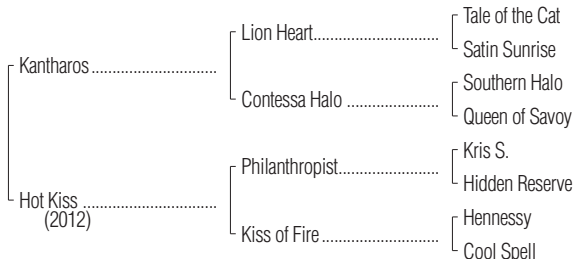 Tale of the Cat
Lion Heart
Satin Sunrise
Kantharos
Southern Halo
Contessa Halo
Queen of Savoy
Kris S.
Philanthropist
Hidden Reserve
Hot Kiss
(2012)
Hennessy
Kiss of Fire
Cool Spell